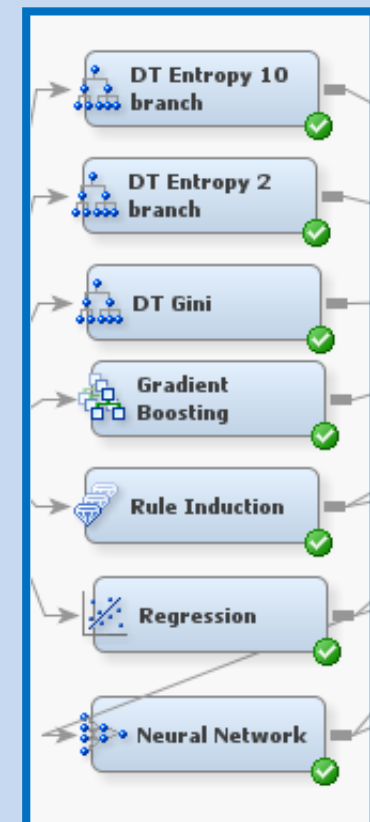 DT Entropy 10
branch
DT Entropy 2
branch
DT Gini
Gradient
Boosting
Rule Induction
Regression
Neural Network